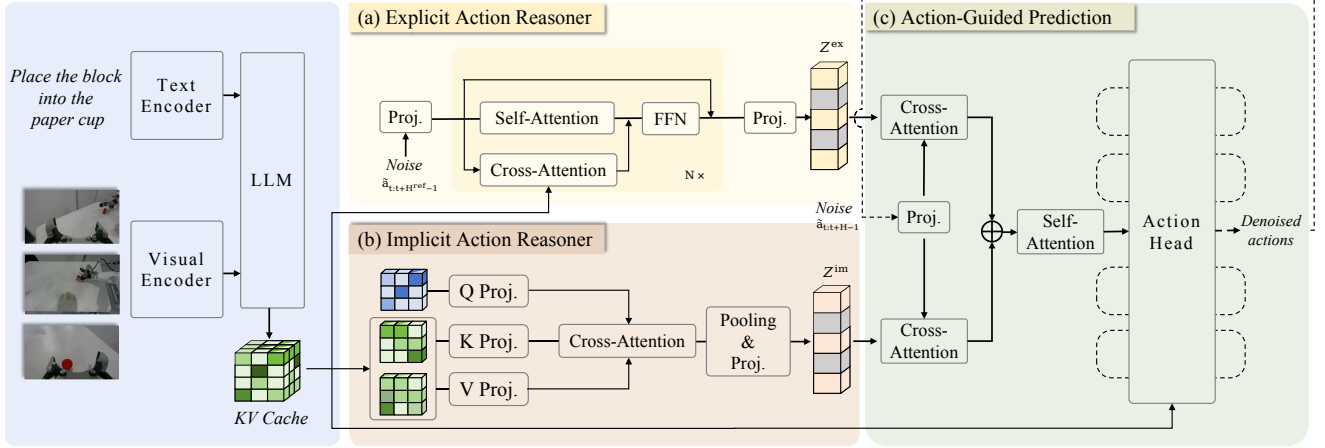 Place the block
into the
paper cup
Text
Encoder
LLM
Visual
Encoder
KV Cache
(a) Explicit Action Reasoner
Proj.
Noise
ã_{t:t+H^{ref}-1}
Self-Attention
Cross-Attention
FFN
N ×
Proj.
Z^{ex}
(b) Implicit Action Reasoner
Q Proj.
K Proj.
V Proj.
Cross-Attention
Pooling
&
Proj.
Z^{im}
(c) Action-Guided Prediction
Cross-
Attention
Noise
ã_{t:t+H-1}
Proj.
Cross-
Attention
Self-
Attention
Action
Head
Denoised
actions